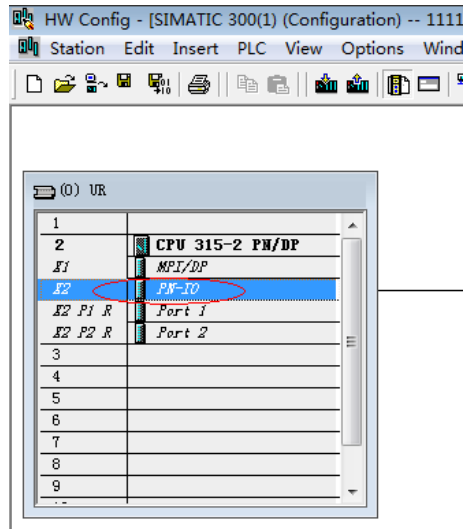 HW Config - [SIMATIC 300(1) (Configuration) -- 1111
Station Edit Insert PLC View Options Wind
(0) UR
1
2 CPU 315-2 PN/DP
X1 MPI/DP
X2 PN-IO
X2 P1 R Port 1
X2 P2 R Port 2
3
4
5
6
7
8
9